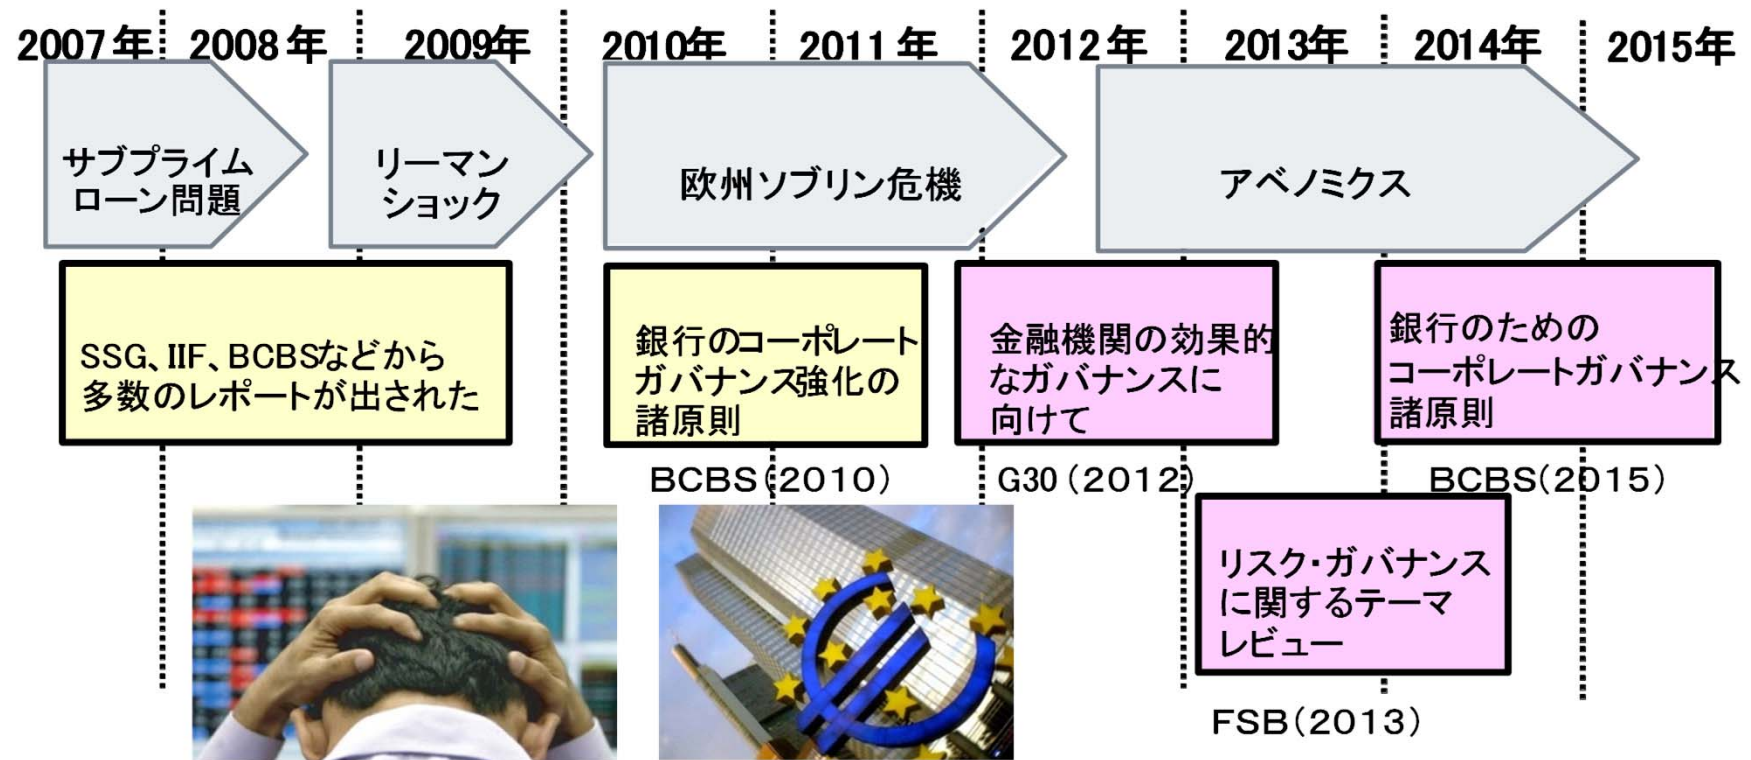 2007年 2008年 2009年 2010年 2011年 2012年 2013年 2014年 2015年
サブプライム
ローン問題
リーマン
ショック
欧州ソブリン危機
アベノミクス
SSG、IIF、BCBSなどから
多数のレポートが出された
銀行のコーポレート
ガバナンス強化の
諸原則
BCBS(2010)
金融機関の効果的
なガバナンスに
向けて
G30(2012)
銀行のための
コーポレートガバナンス
諸原則
BCBS(2015)
リスク・ガバナンス
に関するテーマ
レビュー
FSB(2013)